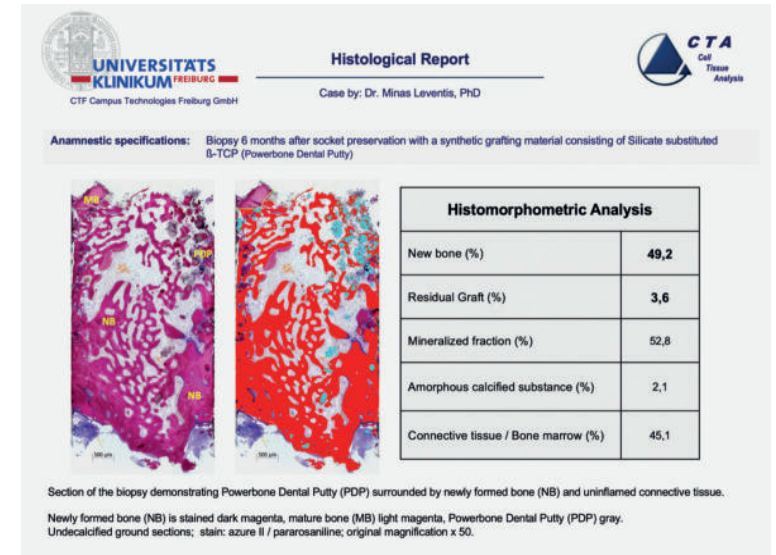 UNIVERSITÄTS
KLINIKUM FREIBURG
CTF Campus Technologies Freiburg GmbH
Histological Report
Case by: Dr. Minas Leventis, PhD
CTA
Cell
Tissue
Analysis
Anamnestic specifications: Biopsy 6 months after socket preservation with a synthetic grafting material consisting of Silicate substituted
ß-TCP (Powerbone Dental Putty)
MB
PDP
NB
NB
500 µm
500 µm
Histomorphometric Analysis
New bone (%) 49,2
Residual Graft (%) 3,6
Mineralized fraction (%) 52,8
Amorphous calcified substance (%) 2,1
Connective tissue / Bone marrow (%) 45,1
Section of the biopsy demonstrating Powerbone Dental Putty (PDP) surrounded by newly formed bone (NB) and uninflamed connective tissue.
Newly formed bone (NB) is stained dark magenta, mature bone (MB) light magenta, Powerbone Dental Putty (PDP) gray.
Undecalcified ground sections; stain: azure II / pararosaniline; original magnification x 50.